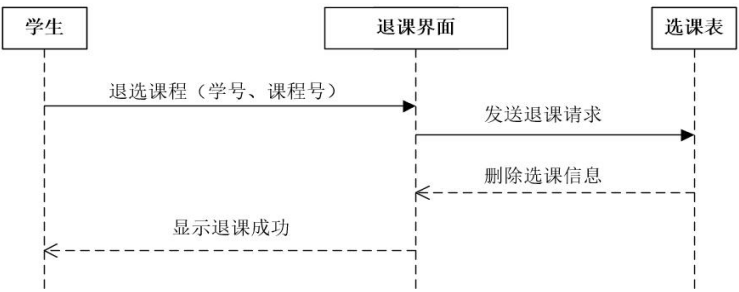 学生
退课界面
选课表
退选课程（学号、课程号）
发送退课请求
删除选课信息
显示退课成功